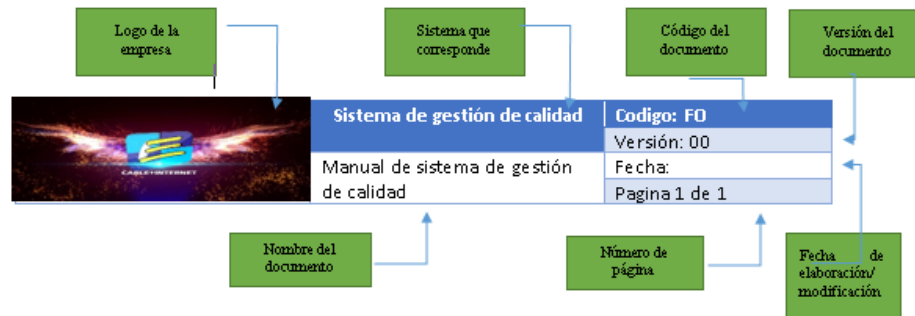 Logo de la
empresa
Sistema que
corresponde
Código del
documento
Versión del
documento
CABLE+INTERNET
Sistema de gestión de calidad
Codigo: FO
Versión: 00
Manual de sistema de gestión
de calidad
Fecha:
Pagina 1 de 1
Nombre del
documento
Número de
página
Fecha de
elaboración/
modificación